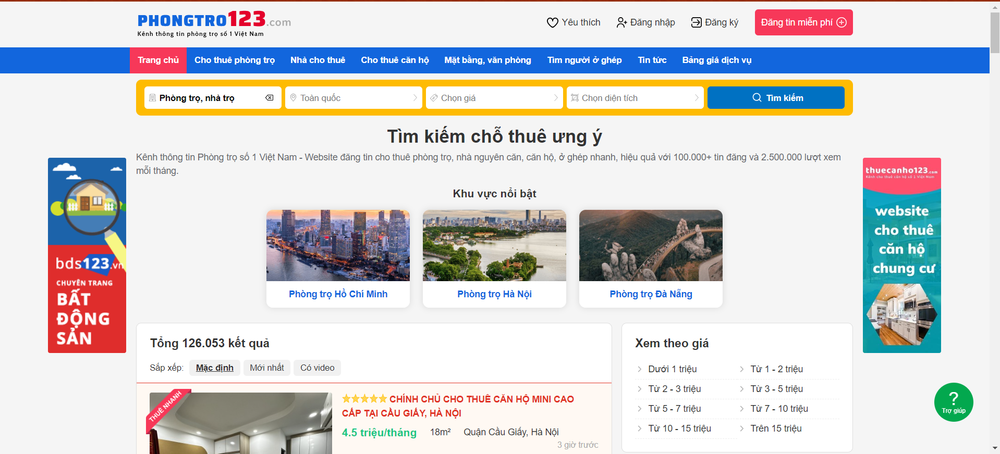 PHONGTRO123.com
Kênh thông tin phòng trọ số 1 Việt Nam
Yêu thích
Đăng nhập
Đăng ký
Đăng tin miễn phí
Trang chủ
Cho thuê phòng trọ
Nhà cho thuê
Cho thuê căn hộ
Mặt bằng, văn phòng
Tìm người ở ghép
Tin tức
Bảng giá dịch vụ
Phòng trọ, nhà trọ
Toàn quốc
Chọn giá
Chọn diện tích
Tìm kiếm
Tìm kiếm chỗ thuê ưng ý
Kênh thông tin Phòng trọ số 1 Việt Nam - Website đăng tin cho thuê phòng trọ, nhà nguyên căn, căn hộ, ở ghép nhanh, hiệu quả với 100.000+ tin đăng và 2.500.000 lượt xem
mỗi tháng.
bds123.vn
CHUYÊN TRANG
BẤT
ĐỘNG
SẢN
Khu vực nổi bật
Phòng trọ Hồ Chí Minh
Phòng trọ Hà Nội
Phòng trọ Đà Nẵng
thuecanho123.com
Kênh cho thuê căn hộ số 1 Việt Nam
website
cho thuê
căn hộ
chung cư
Tổng 126.053 kết quả
Sắp xếp:
Mặc định
Mới nhất
Có video
THUÊ NHANH
CHÍNH CHỦ CHO THUÊ CĂN HỘ MINI CAO
CẤP TẠI CẦU GIẤY, HÀ NỘI
4.5 triệu/tháng
18m²
Quận Cầu Giấy, Hà Nội
3 giờ trước
Xem theo giá
Dưới 1 triệu
Từ 1 - 2 triệu
Từ 2 - 3 triệu
Từ 3 - 5 triệu
Từ 5 - 7 triệu
Từ 7 - 10 triệu
Từ 10 - 15 triệu
Trên 15 triệu
?
Trợ giúp